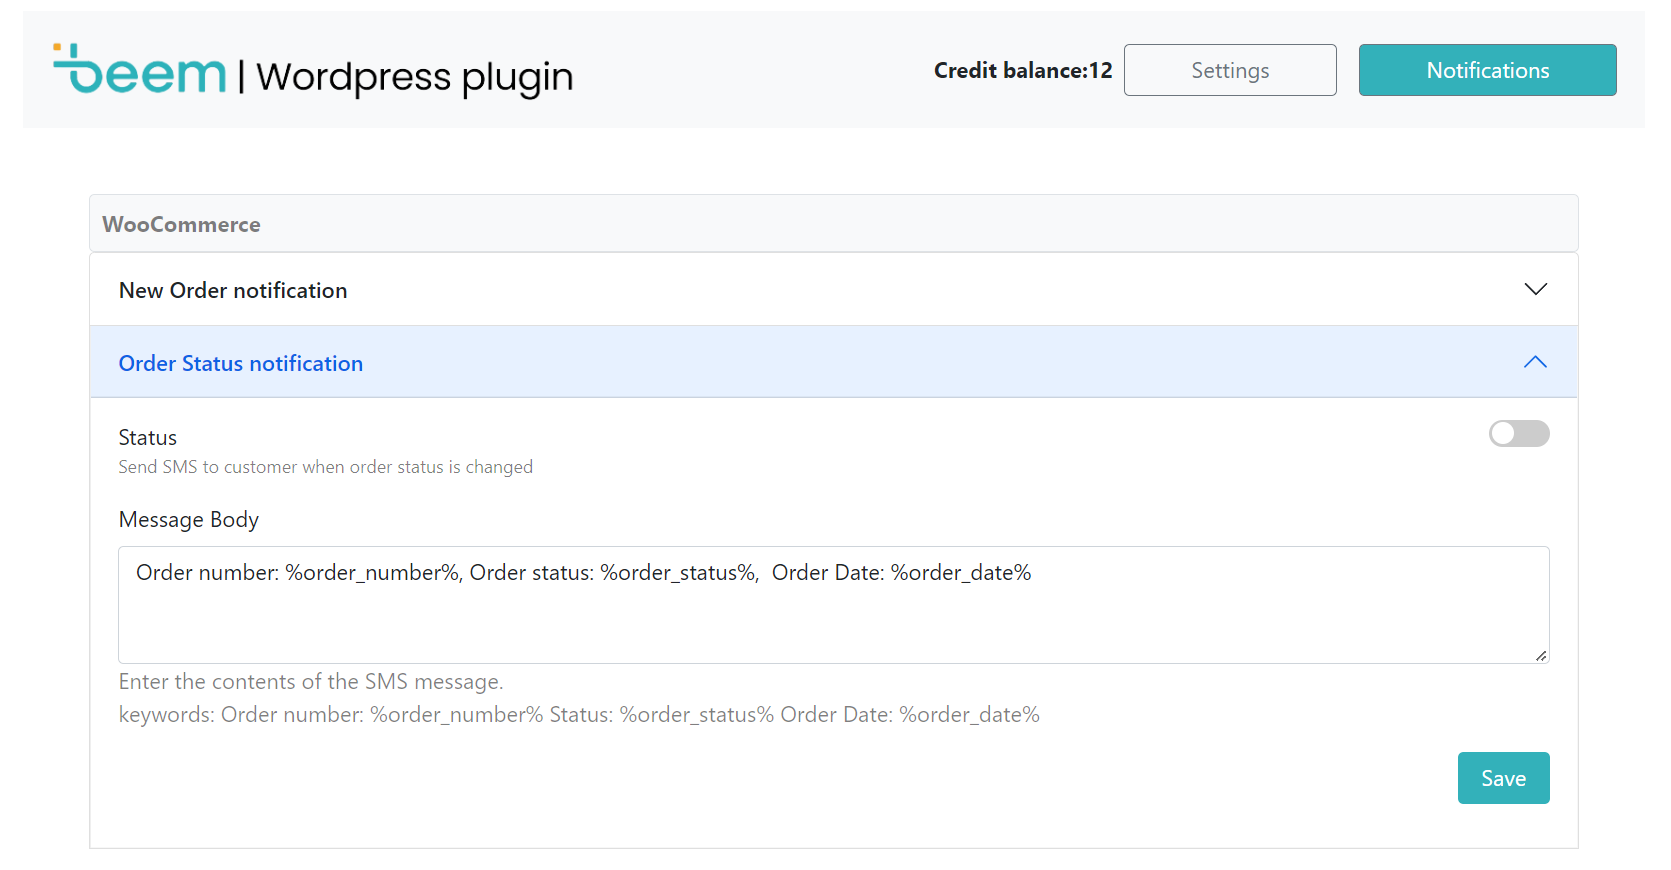 beem | Wordpress plugin
Credit balance:12
Settings
Notifications
WooCommerce
New Order notification
Order Status notification
Status
Send SMS to customer when order status is changed
Message Body
Order number: %order_number%, Order status: %order_status%,  Order Date: %order_date%
Enter the contents of the SMS message.
keywords: Order number: %order_number% Status: %order_status% Order Date: %order_date%
Save